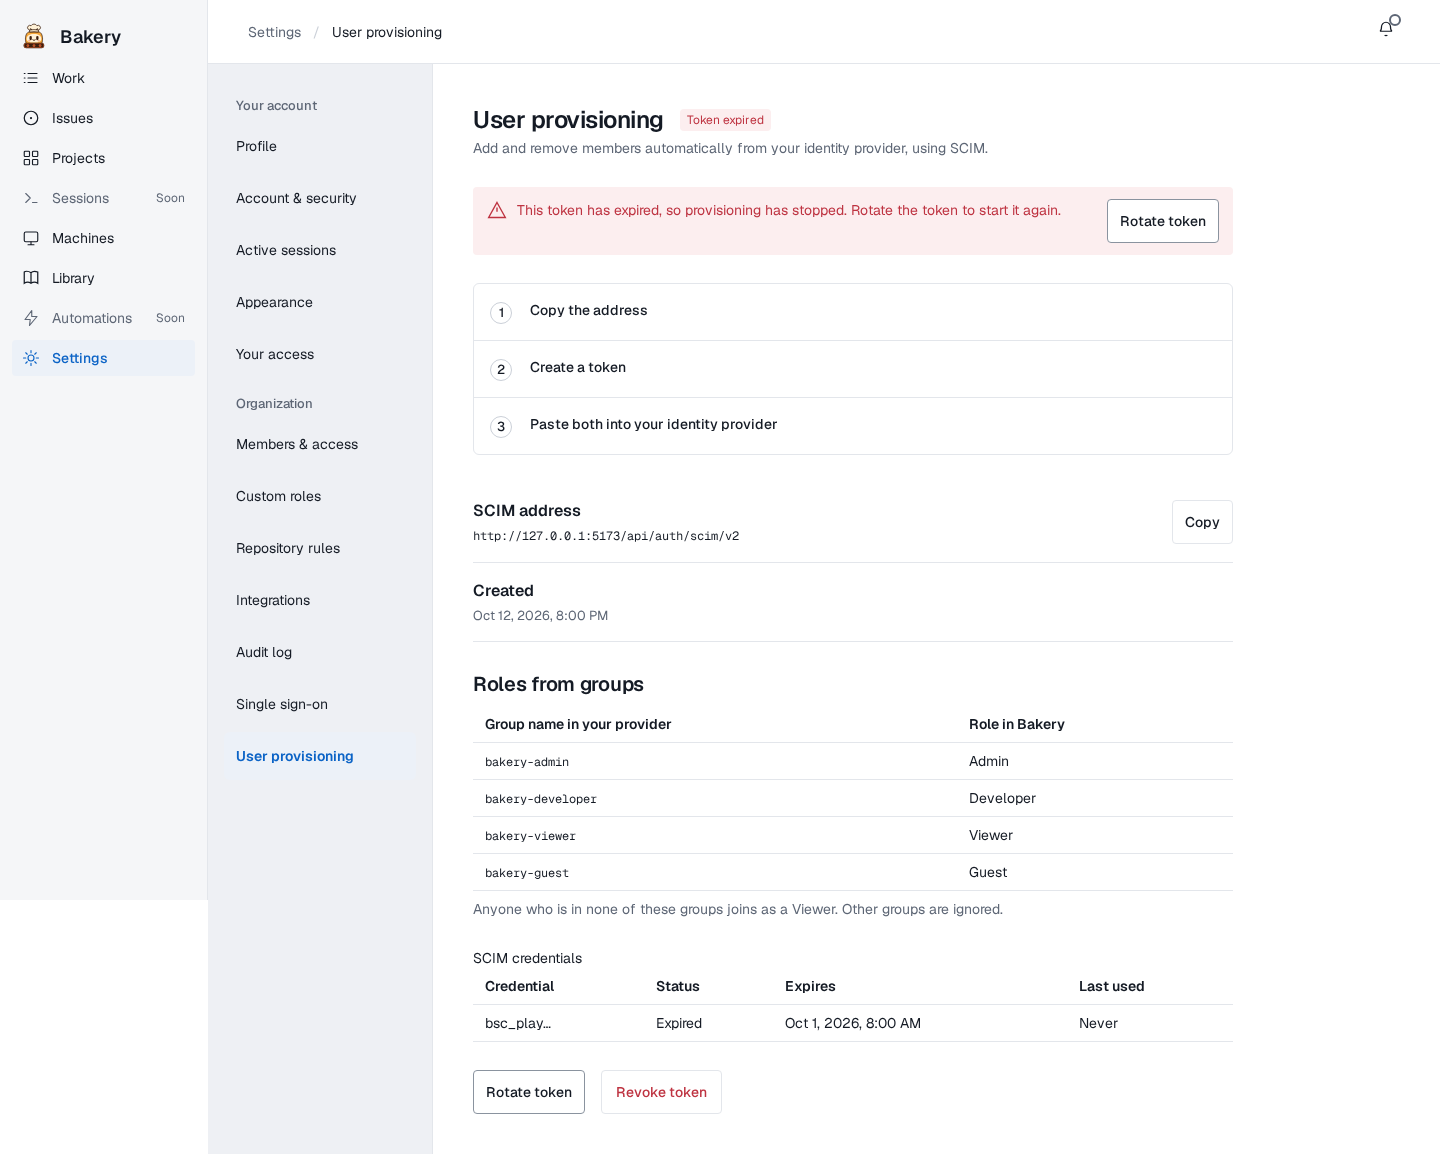 Bakery
Work
Issues
Projects
Sessions Soon
Machines
Library
Automations Soon
Settings
Settings / User provisioning
Your account
Profile
Account & security
Active sessions
Appearance
Your access
Organization
Members & access
Custom roles
Repository rules
Integrations
Audit log
Single sign-on
User provisioning
User provisioning Token expired
Add and remove members automatically from your identity provider, using SCIM.
This token has expired, so provisioning has stopped. Rotate the token to start it again.
Rotate token
1 Copy the address
2 Create a token
3 Paste both into your identity provider
SCIM address
http://127.0.0.1:5173/api/auth/scim/v2
Copy
Created
Oct 12, 2026, 8:00 PM
Roles from groups
Group name in your provider Role in Bakery
bakery-admin Admin
bakery-developer Developer
bakery-viewer Viewer
bakery-guest Guest
Anyone who is in none of these groups joins as a Viewer. Other groups are ignored.
SCIM credentials
Credential Status Expires Last used
bsc_play… Expired Oct 1, 2026, 8:00 AM Never
Rotate token Revoke token